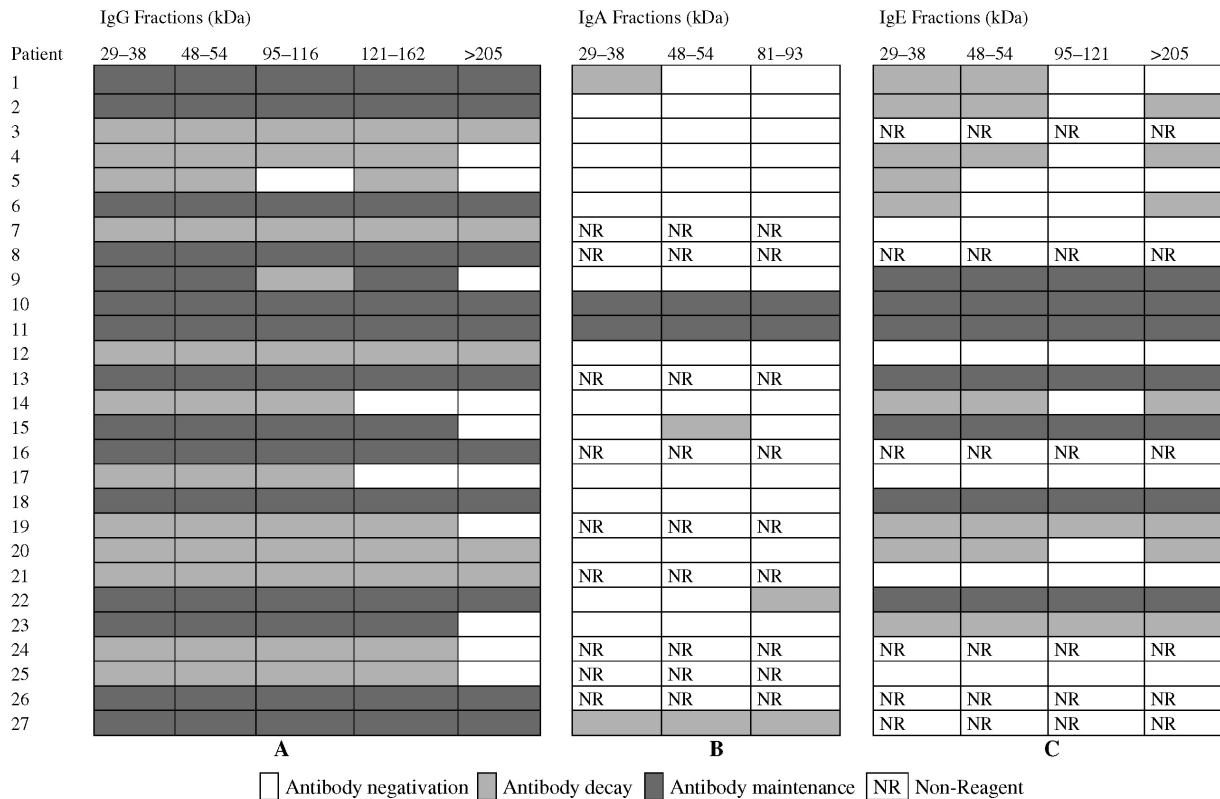 IgG Fractions (kDa) IgA Fractions (kDa) IgE Fractions (kDa)
Patient 29–38 48–54 95–116 121–162 >205 29–38 48–54 81–93 29–38 48–54 95–121 >205
1
2
3 NR NR NR NR
4
5
6
7 NR NR NR
8 NR NR NR NR NR NR NR
9
10
11
12
13 NR NR NR
14
15
16 NR NR NR NR NR NR NR
17
18
19 NR NR NR
20
21 NR NR NR
22
23
24 NR NR NR NR NR NR NR
25 NR NR NR
26 NR NR NR NR NR NR NR
27 NR NR NR NR
A B C
Antibody negativation Antibody decay Antibody maintenance NR Non-Reagent